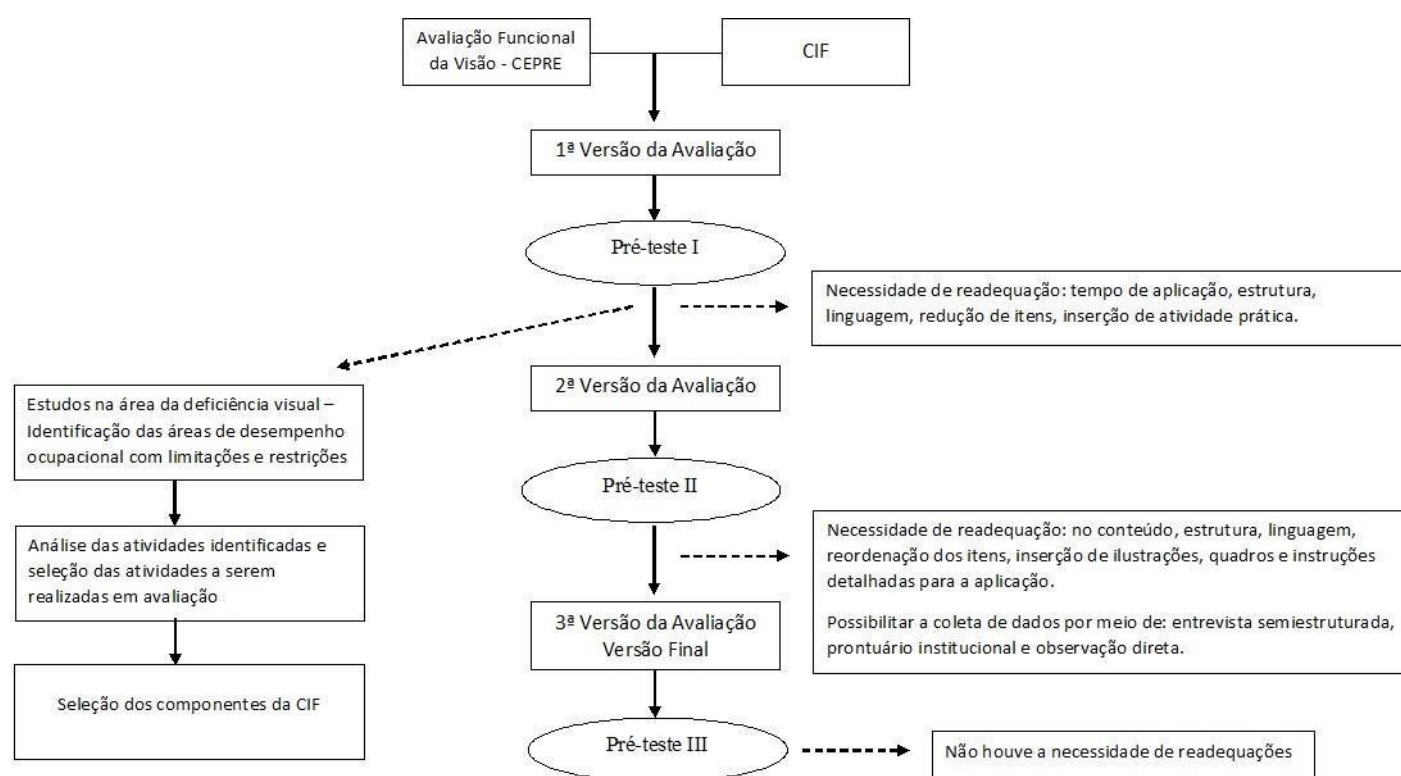 Avaliação Funcional
da Visão - CEPRE
CIF
1ª Versão da Avaliação
Pré-teste I
Necessidade de readequação: tempo de aplicação, estrutura,
linguagem, redução de itens, inserção de atividade prática.
2ª Versão da Avaliação
Estudos na área da deficiência visual –
Identificação das áreas de desempenho
ocupacional com limitações e restrições
Pré-teste II
Análise das atividades identificadas e
seleção das atividades a serem
realizadas em avaliação
Necessidade de readequação: no conteúdo, estrutura, linguagem,
reordenação dos itens, inserção de ilustrações, quadros e instruções
detalhadas para a aplicação.
Possibilitar a coleta de dados por meio de: entrevista semiestruturada,
prontuário institucional e observação direta.
3ª Versão da Avaliação
Versão Final
Seleção dos componentes da CIF
Pré-teste III
Não houve a necessidade de readequações